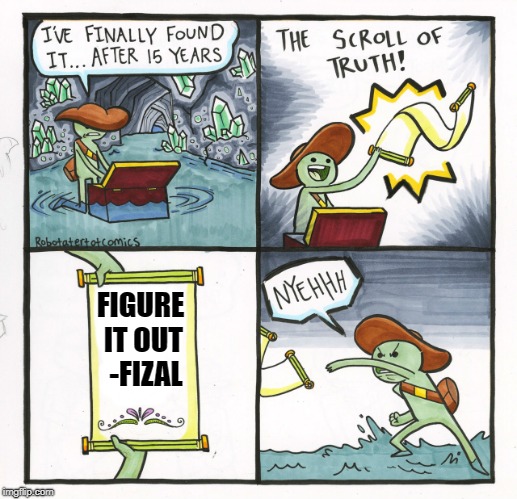 I'VE FINALLY FOUND
IT... AFTER 15 YEARS
THE SCROLL OF
TRUTH!
Robotatertotcomics
FIGURE
IT OUT
-FIZAL
NYEHHH
imgflip.com